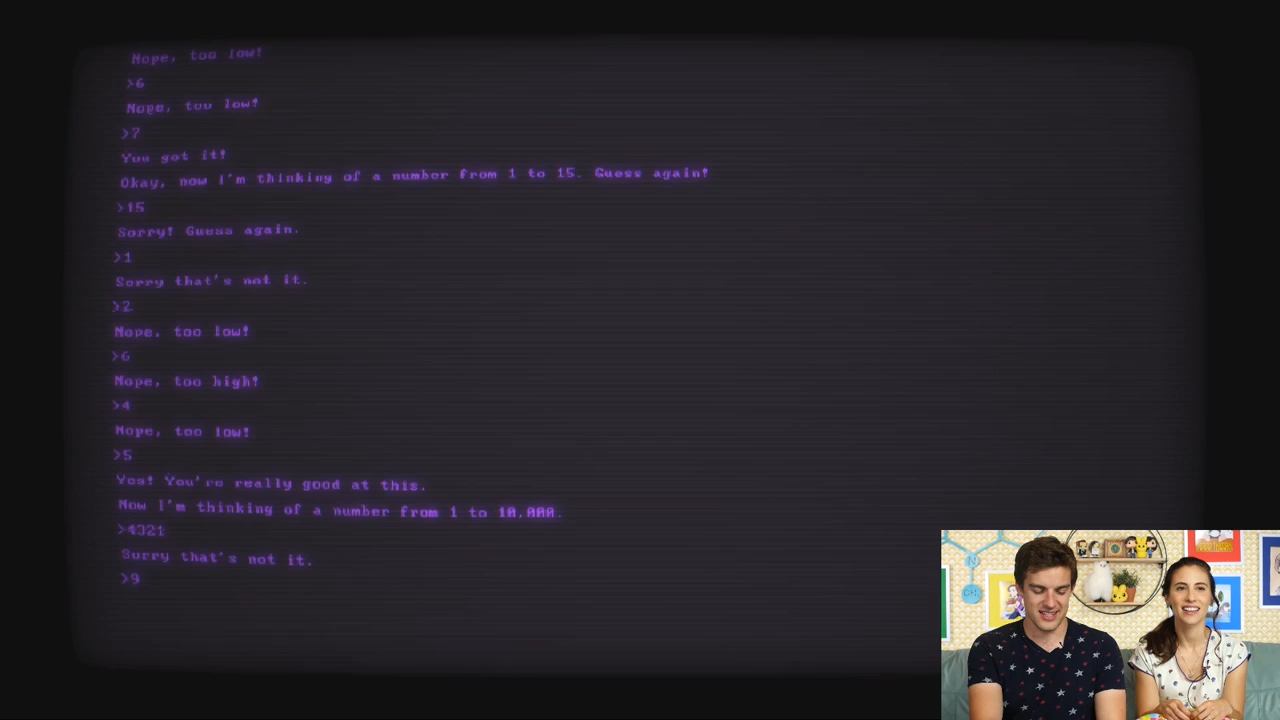 Nope, too low!
>6
Nope, too low!
>7
You got it!
Okay, now I'm thinking of a number from 1 to 15. Guess again!
>15
Sorry! Guess again.
>1
Sorry that's not it.
>2
Nope, too low!
>6
Nope, too high!
>4
Nope, too low!
>5
Yes! You're really good at this.
Now I'm thinking of a number from 1 to 10,000.
>4321
Sorry that's not it.
>9